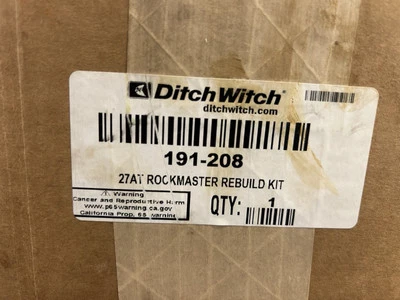 DitchWitch®
ditchwitch.com
191-208
27AT ROCKMASTER REBUILD KIT
⚠ Warning
Cancer and Reproductive Harm
www.p65warning.ca.gov
California Prop. 65 warning
QTY: 1